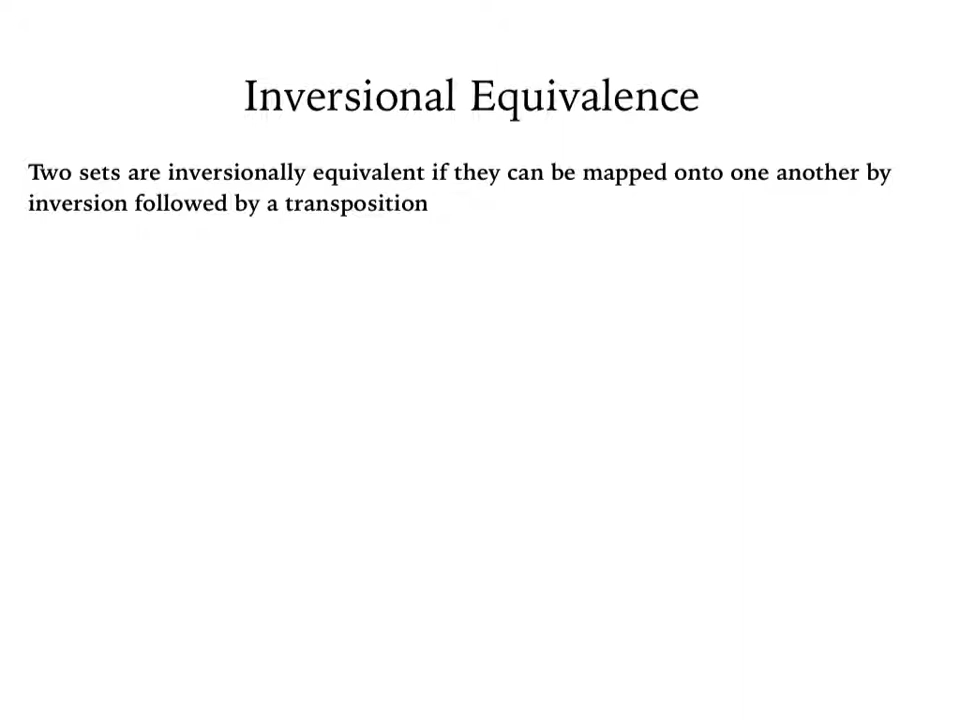 Inversional Equivalence
Two sets are inversionally equivalent if they can be mapped onto one another by
inversion followed by a transposition